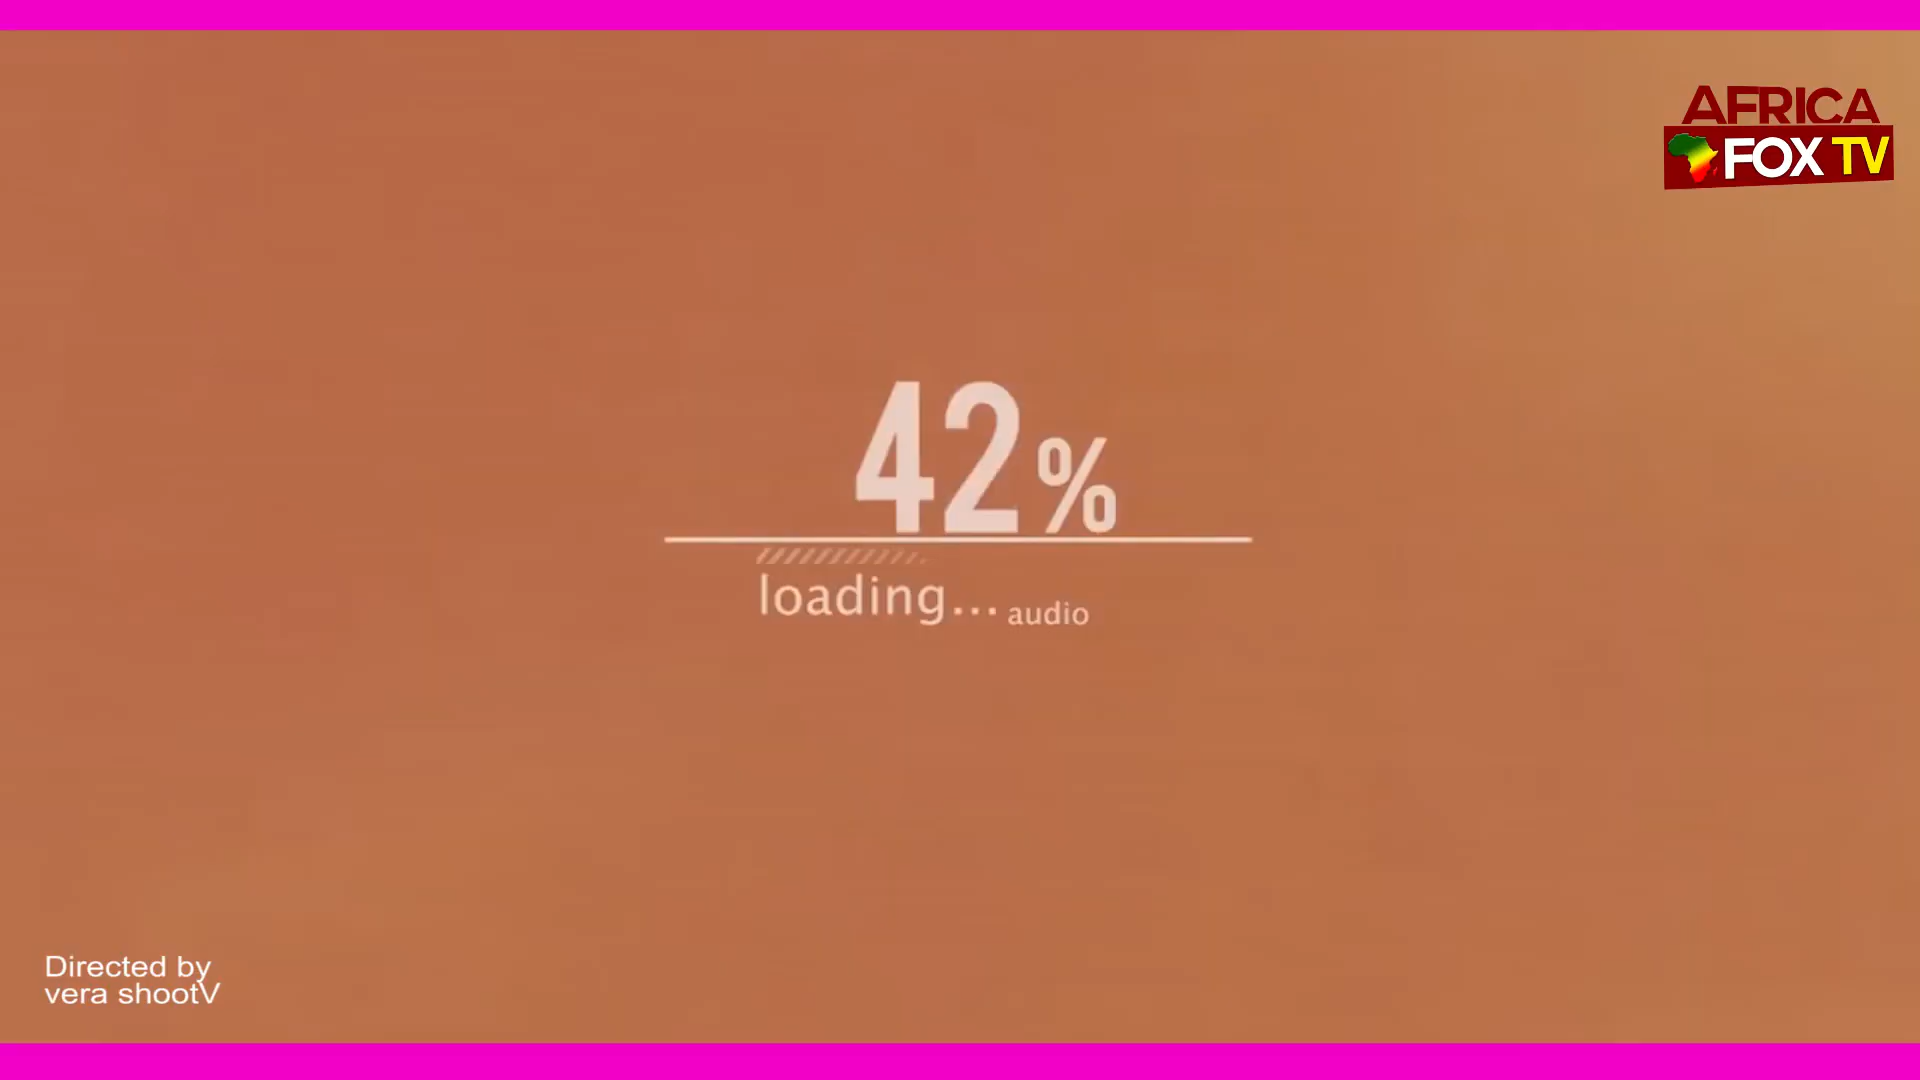 AFRICA
FOX TV
42%
loading... audio
Directed by
vera shootV